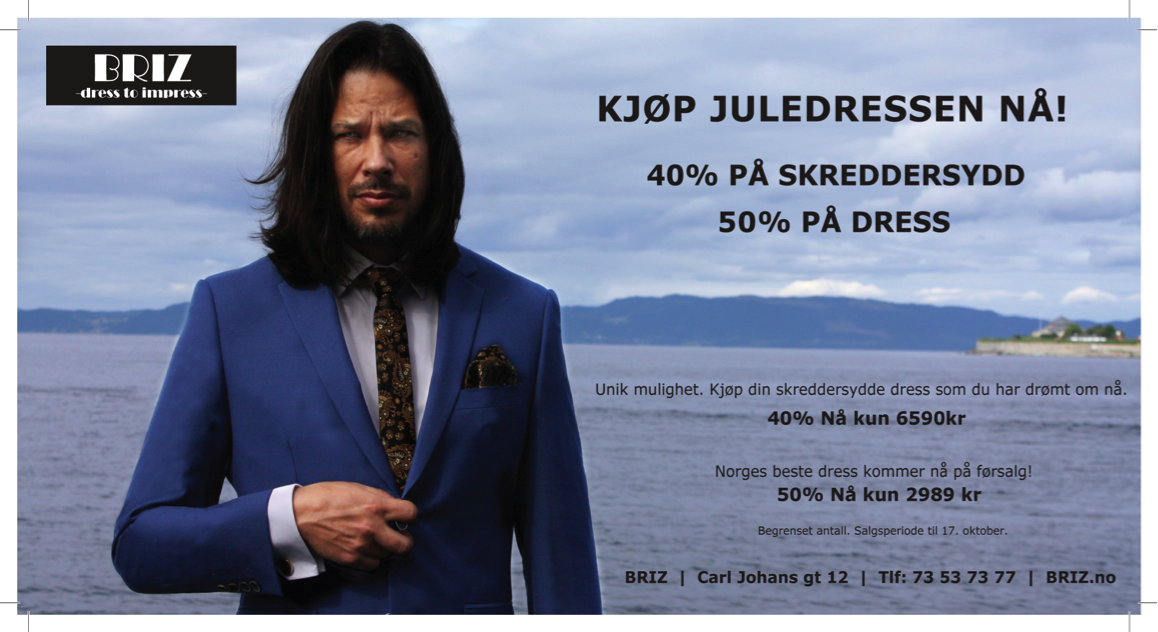 BRIZ
-dress to impress-
KJØP JULEDRESSEN NÅ!
40% PÅ SKREDDERSYDD
50% PÅ DRESS
Unik mulighet. Kjøp din skreddersydde dress som du har drømt om nå.
40% Nå kun 6590kr
Norges beste dress kommer nå på førsalg!
50% Nå kun 2989 kr
Begrenset antall. Salgsperiode til 17. oktober.
BRIZ | Carl Johans gt 12 | Tlf: 73 53 73 77 | BRIZ.no